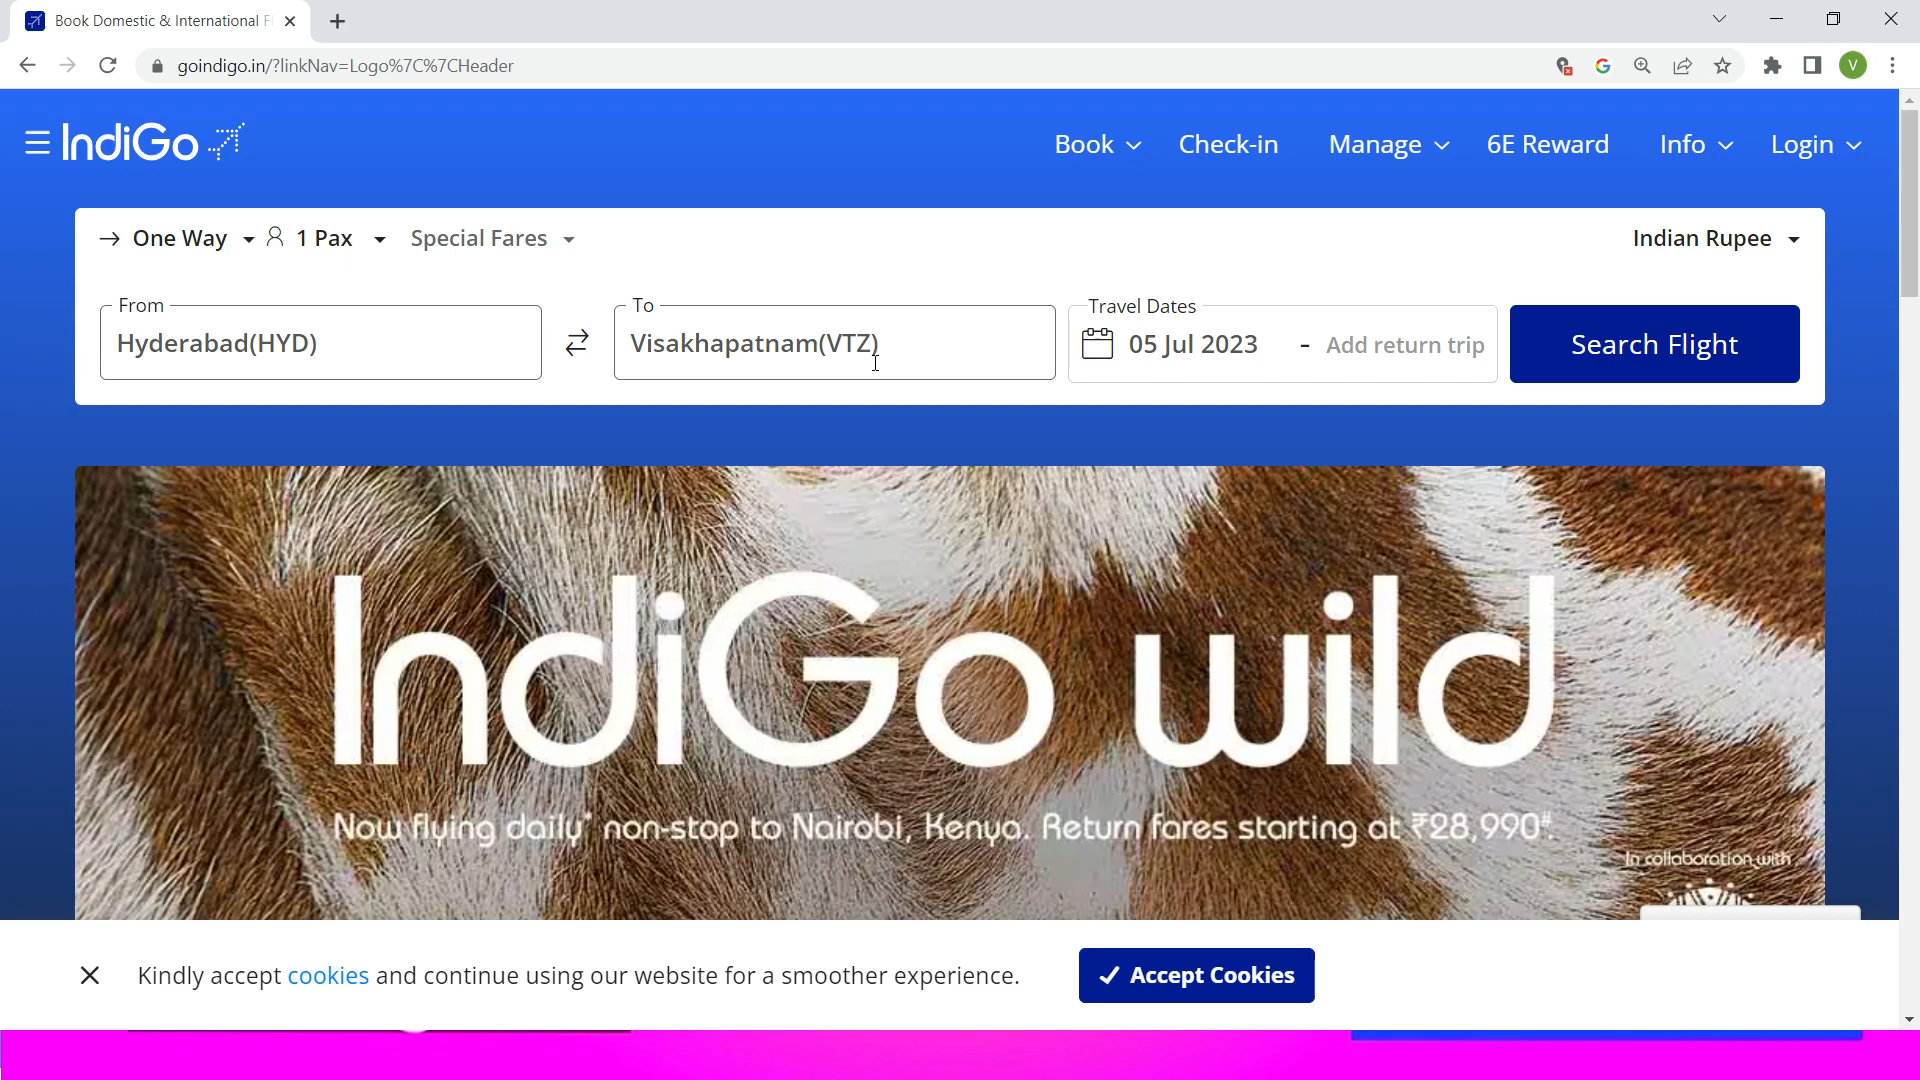 Book Domestic & International F
goindigo.in/?linkNav=Logo%7C%7CHeader
V
IndiGo
Book
Check-in
Manage
6E Reward
Info
Login
One Way
1 Pax
Special Fares
Indian Rupee
From
Hyderabad(HYD)
To
Visakhapatnam(VTZ)
Travel Dates
05 Jul 2023 - Add return trip
Search Flight
IndiGo wild
Now flying daily* non-stop to Nairobi, Kenya. Return fares starting at ₹28,990#.
In collaboration with
Kindly accept cookies and continue using our website for a smoother experience.
Accept Cookies